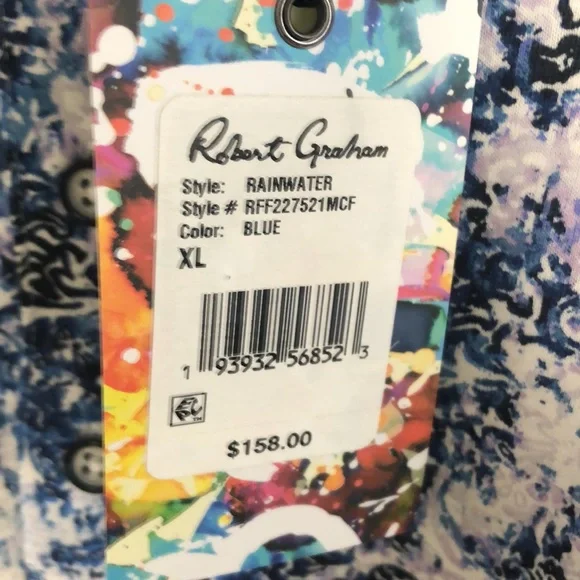 Robert Graham
Style: RAINWATER
Style # RFF227521MCF
Color: BLUE
XL
1 93932 56852 3
$158.00